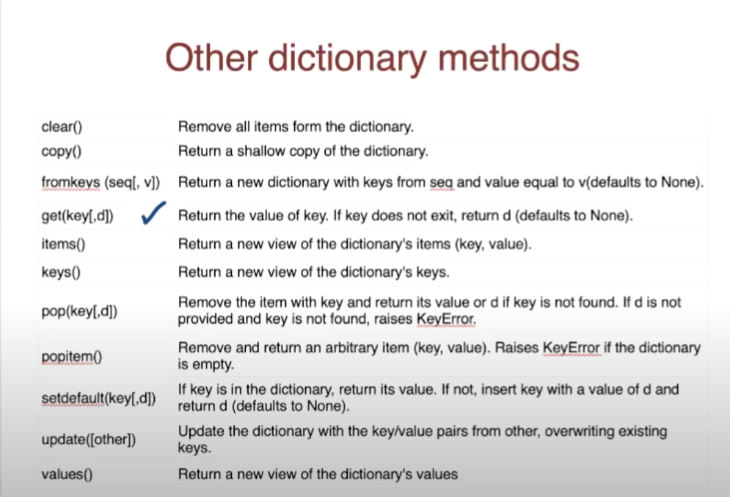 Other dictionary methods
clear() Remove all items form the dictionary.
copy() Return a shallow copy of the dictionary.
fromkeys (seq[, v]) Return a new dictionary with keys from seq and value equal to v(defaults to None).
get(key[,d]) Return the value of key. If key does not exit, return d (defaults to None).
items() Return a new view of the dictionary's items (key, value).
keys() Return a new view of the dictionary's keys.
pop(key[,d]) Remove the item with key and return its value or d if key is not found. If d is not
provided and key is not found, raises KeyError.
popitem() Remove and return an arbitrary item (key, value). Raises KeyError if the dictionary
is empty.
setdefault(key[,d]) If key is in the dictionary, return its value. If not, insert key with a value of d and
return d (defaults to None).
update([other]) Update the dictionary with the key/value pairs from other, overwriting existing
keys.
values() Return a new view of the dictionary's values